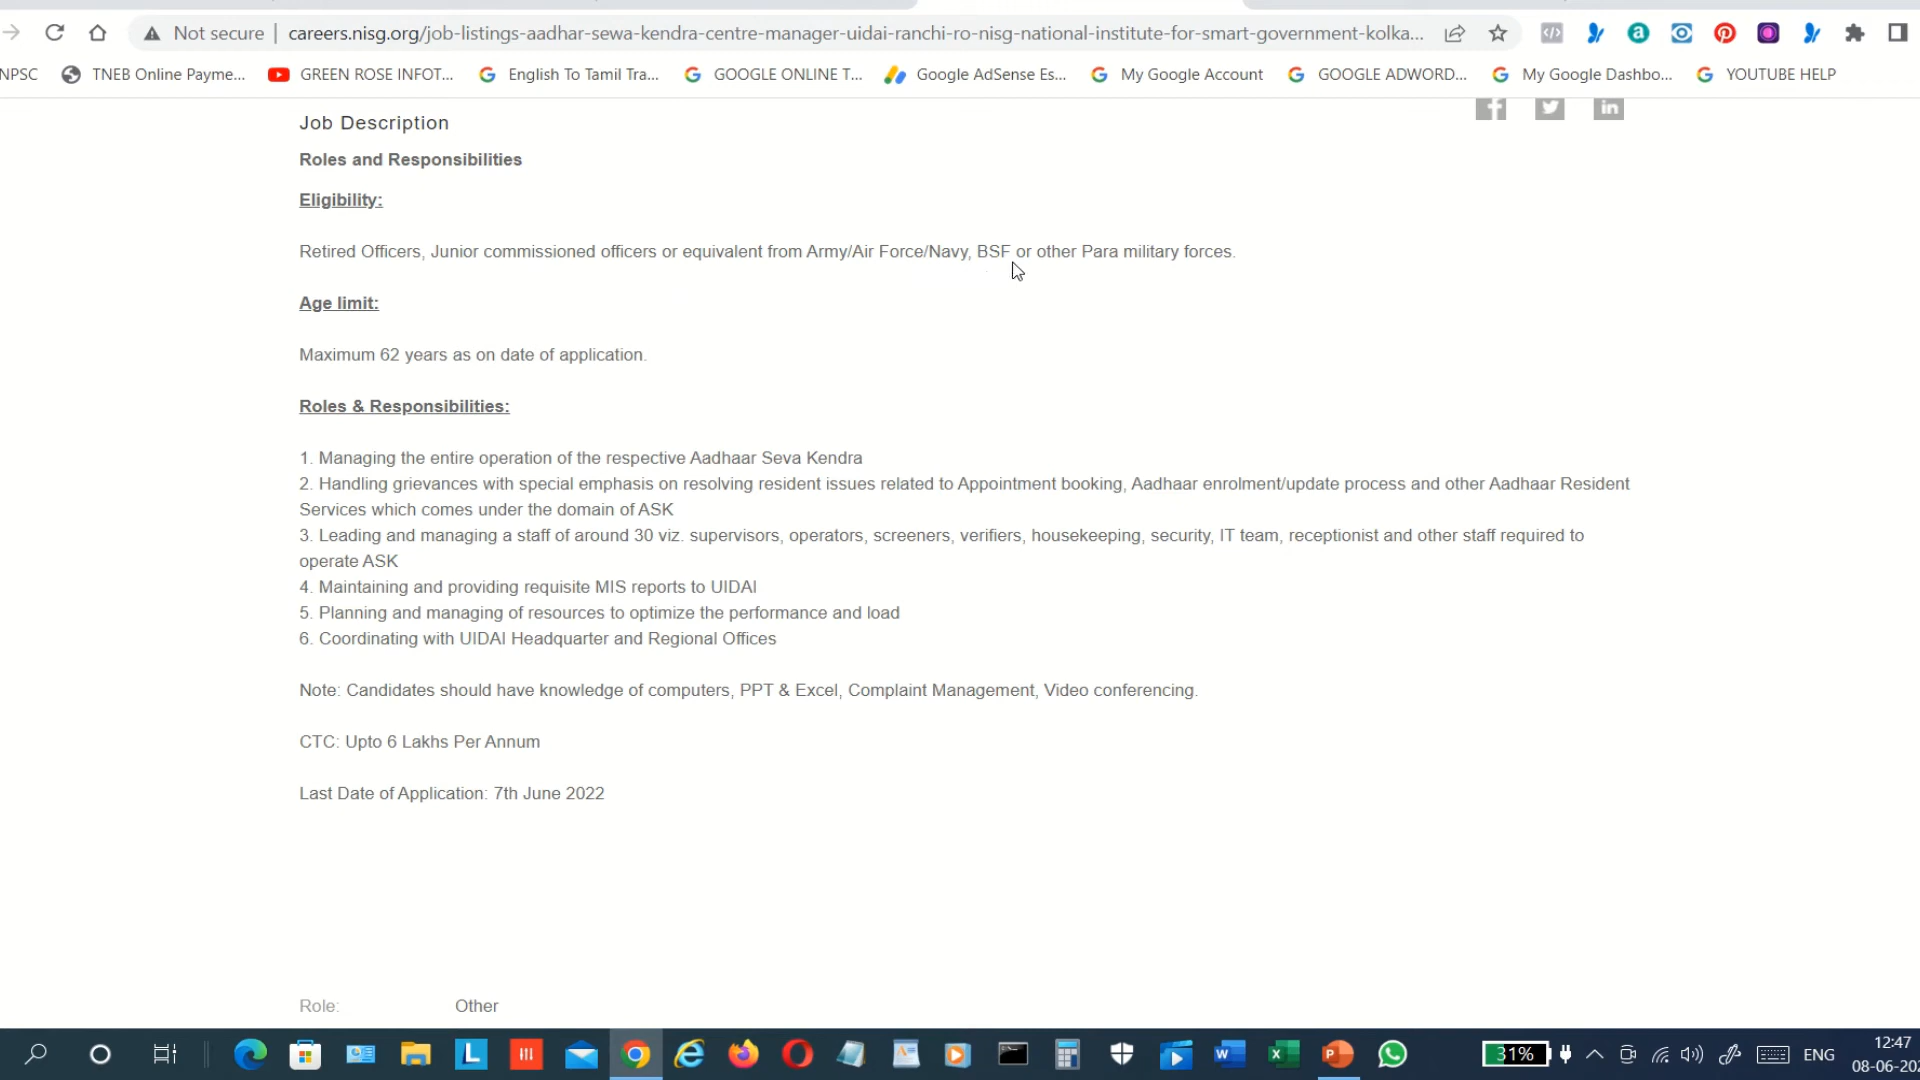 Not secure | careers.nisg.org/job-listings-aadhar-sewa-kendra-centre-manager-uidai-ranchi-ro-nisg-national-institute-for-smart-government-kolka...
NPSC TNEB Online Payme... GREEN ROSE INFOT... English To Tamil Tra... GOOGLE ONLINE T... Google AdSense Es... My Google Account GOOGLE ADWORD... My Google Dashbo... YOUTUBE HELP
Job Description
Roles and Responsibilities
Eligibility:
Retired Officers, Junior commissioned officers or equivalent from Army/Air Force/Navy, BSF or other Para military forces.
Age limit:
Maximum 62 years as on date of application.
Roles & Responsibilities:
1. Managing the entire operation of the respective Aadhaar Seva Kendra
2. Handling grievances with special emphasis on resolving resident issues related to Appointment booking, Aadhaar enrolment/update process and other Aadhaar Resident
Services which comes under the domain of ASK
3. Leading and managing a staff of around 30 viz. supervisors, operators, screeners, verifiers, housekeeping, security, IT team, receptionist and other staff required to
operate ASK
4. Maintaining and providing requisite MIS reports to UIDAI
5. Planning and managing of resources to optimize the performance and load
6. Coordinating with UIDAI Headquarter and Regional Offices
Note: Candidates should have knowledge of computers, PPT & Excel, Complaint Management, Video conferencing.
CTC: Upto 6 Lakhs Per Annum
Last Date of Application: 7th June 2022
Role: Other
31% ENG 12:47
08-06-202